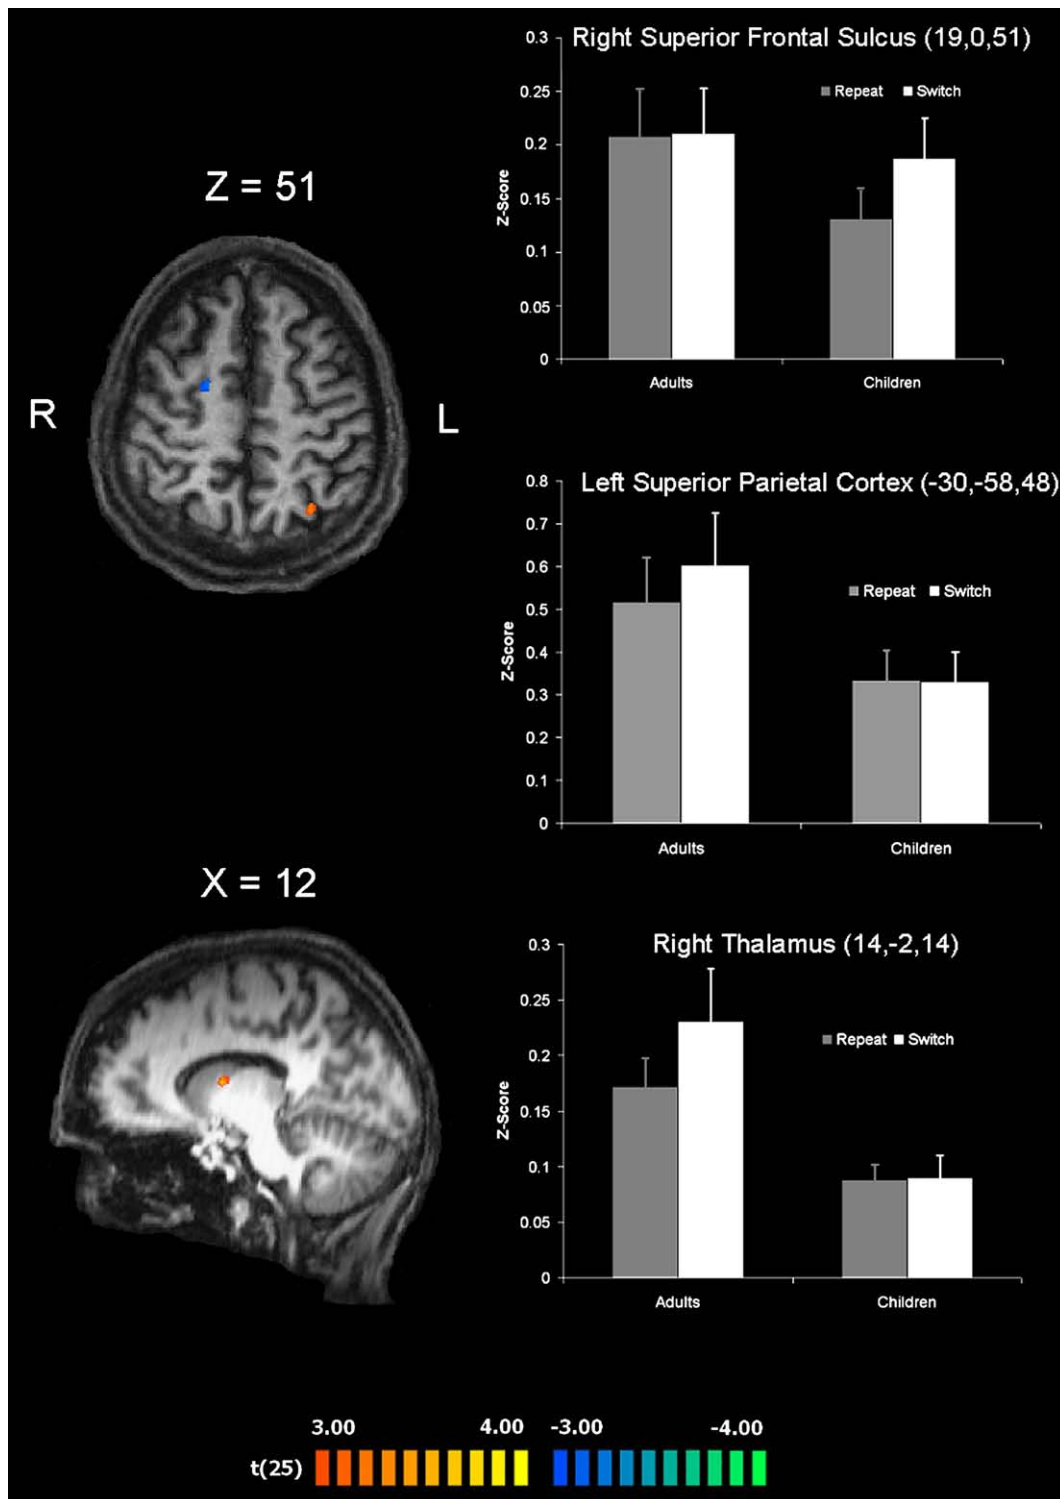 Z = 51
R
L
X = 12
Right Superior Frontal Sulcus (19,0,51)
Repeat Switch
Z-Score
0.3
0.25
0.2
0.15
0.1
0.05
0
Adults Children
Left Superior Parietal Cortex (-30,-58,48)
Repeat Switch
Z-Score
0.8
0.7
0.6
0.5
0.4
0.3
0.2
0.1
0
Adults Children
Right Thalamus (14,-2,14)
Repeat Switch
Z-Score
0.3
0.25
0.2
0.15
0.1
0.05
0
Adults Children
3.00 4.00 -3.00 -4.00
t(25)